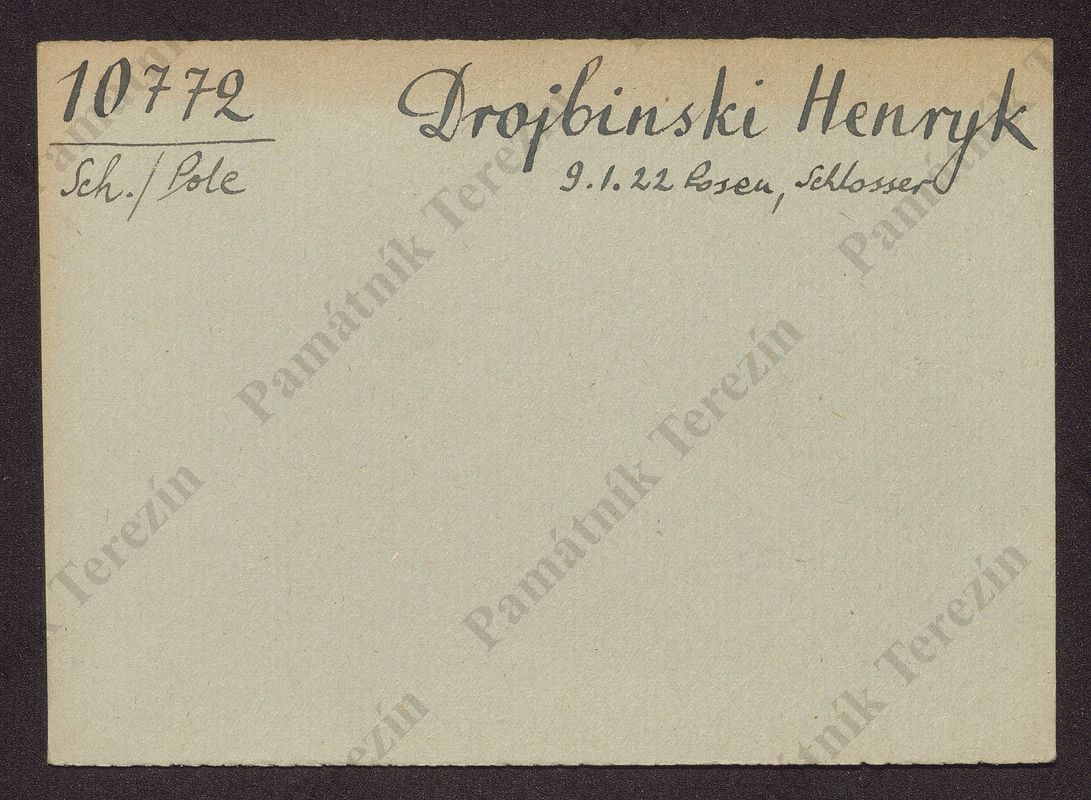 10772 Drojbinski Henryk
Sch./Pole 9.1.22 Posen, Schlosser
Památník Terezín
Památník Terezín
Památník Terezín
Památník Terezín
Terezín